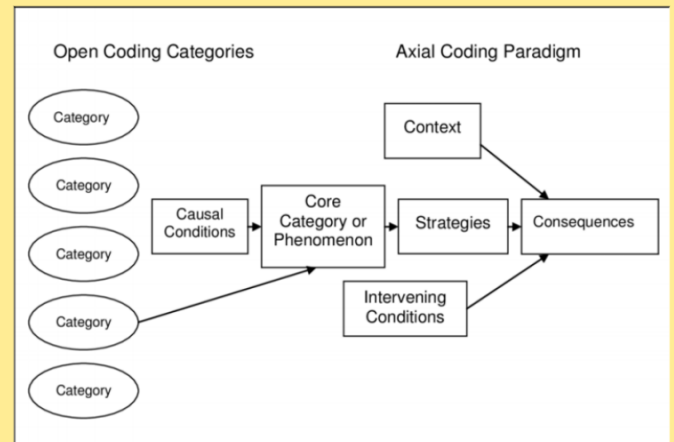 Open Coding Categories
Axial Coding Paradigm
Category
Category
Category
Category
Category
Causal
Conditions
Core
Category or
Phenomenon
Context
Strategies
Consequences
Intervening
Conditions